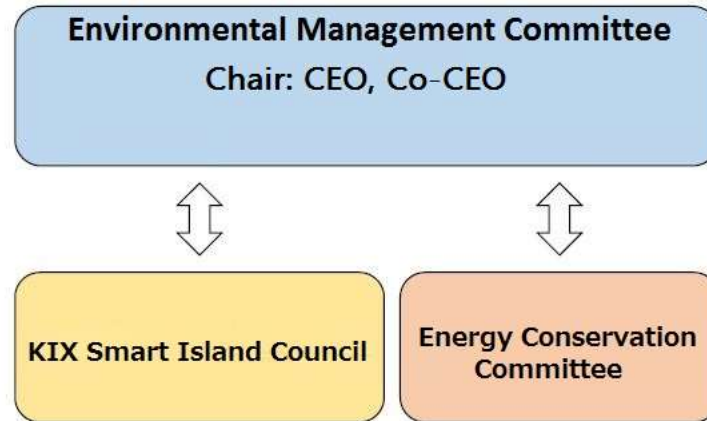 Environmental Management Committee
Chair: CEO, Co-CEO
KIX Smart Island Council
Energy Conservation
Committee